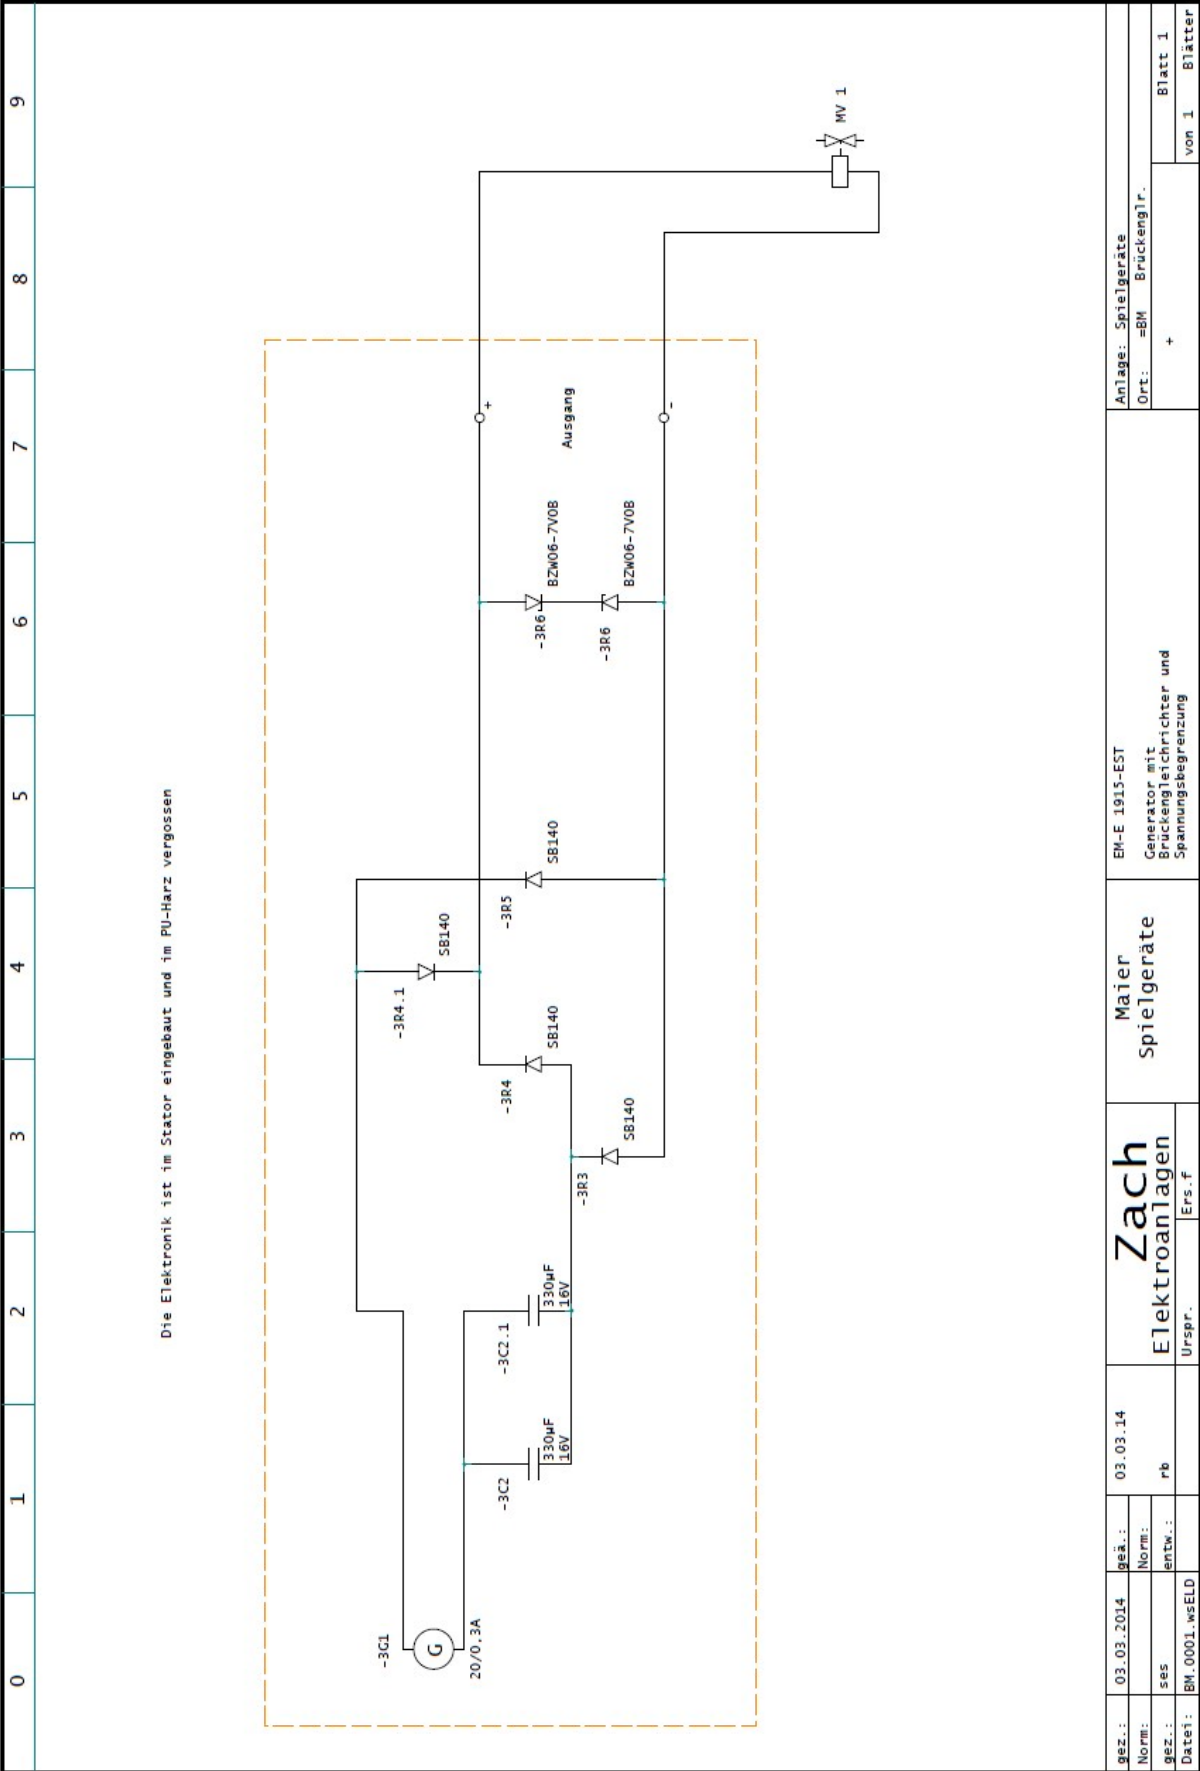 0 1 2 3 4 5 6 7 8 9
Die Elektronik ist im Stator eingebaut und im PU-Harz vergossen
-3G1
G
20/0.3A
-3C2
330µF
16V
-3C2.1
330µF
16V
-3R3
SB140
-3R4
SB140
-3R4.1
SB140
-3R5
SB140
-3R6
BZW06-7V0B
-3R6
BZW06-7V0B
+
Ausgang
-
MV 1
gez.: 03.03.2014
Norm:
gez.: ses
Datei: BM.0001.wsELD
geä.: 03.03.14
Norm:
entw.: rb
Zach
Elektroanlagen
Urspr. Ers.f
Maier
Spielgeräte
EM-E 1915-EST
Generator mit
Brückengleichrichter und
Spannungsbegrenzung
Anlage: Spielgeräte
Ort: =BM Brückenglr.
+
Blatt 1
von 1 Blätter